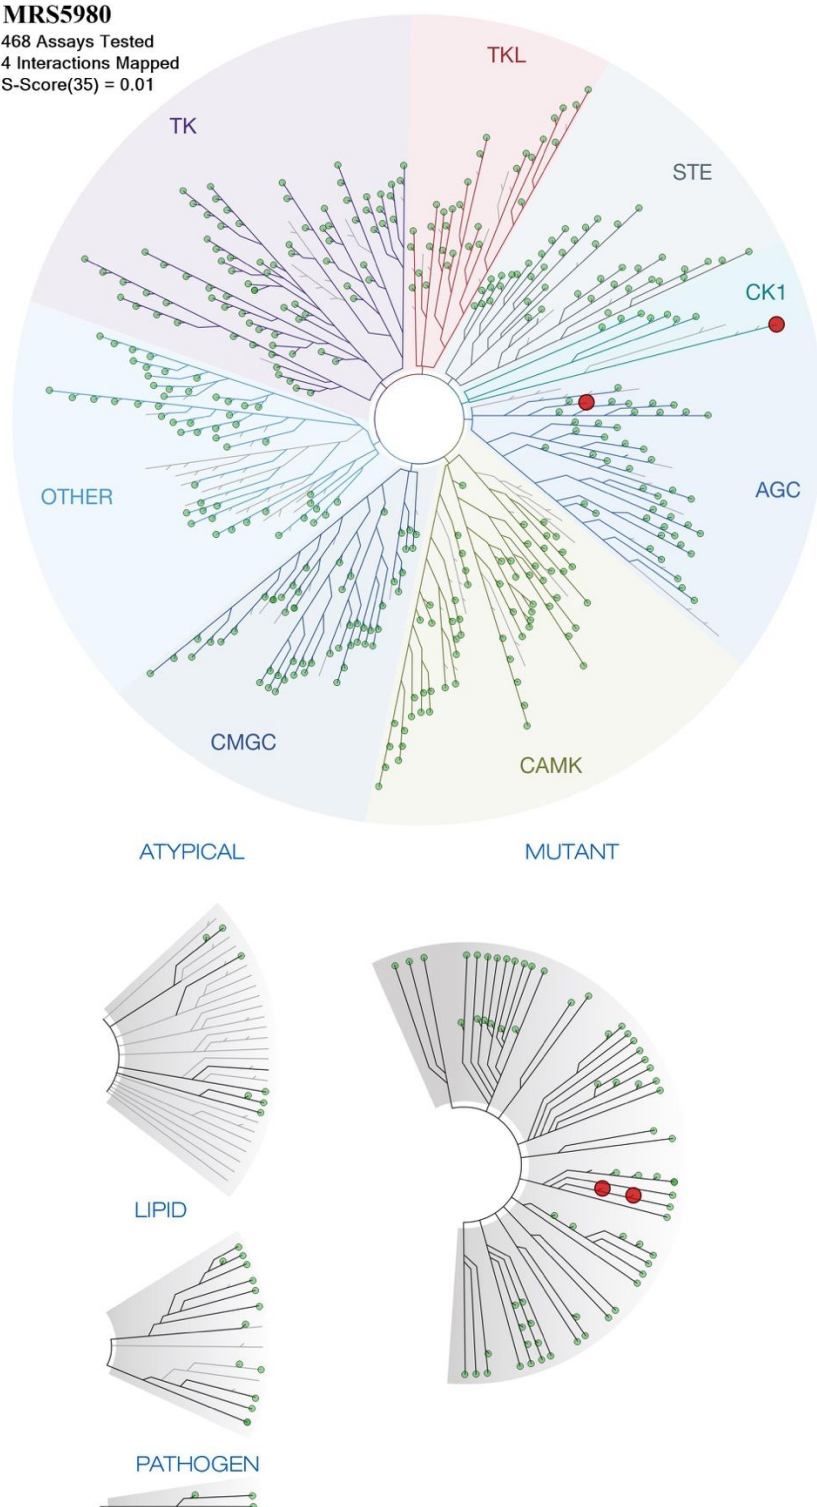 MRS5980
468 Assays Tested
4 Interactions Mapped
S-Score(35) = 0.01
TKL
TK
STE
CK1
OTHER
AGC
CMGC
CAMK
ATYPICAL
MUTANT
LIPID
PATHOGEN